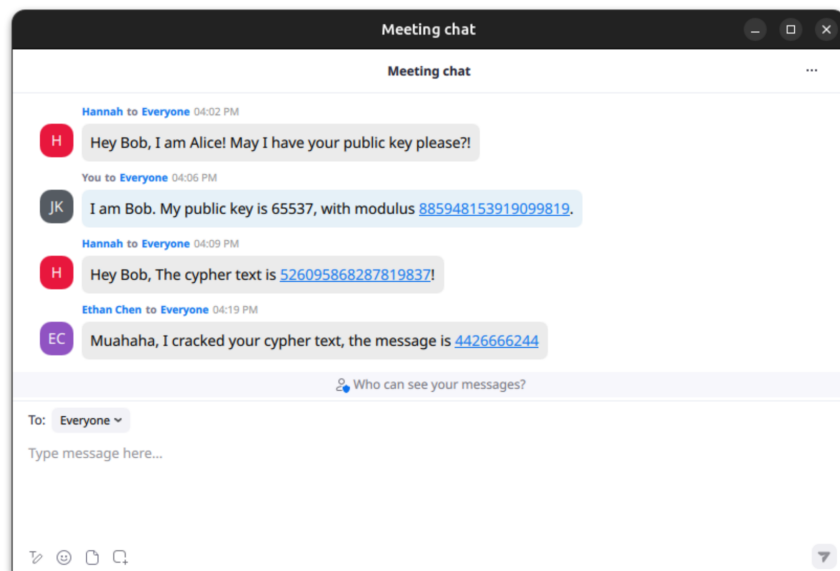 Meeting chat
Meeting chat
Hannah to Everyone 04:02 PM
H
Hey Bob, I am Alice! May I have your public key please?!
You to Everyone 04:06 PM
JK
I am Bob. My public key is 65537, with modulus 885948153919099819.
Hannah to Everyone 04:09 PM
H
Hey Bob, The cypher text is 526095868287819837!
Ethan Chen to Everyone 04:19 PM
EC
Muahaha, I cracked your cypher text, the message is 4426666244
Who can see your messages?
To: Everyone
Type message here...